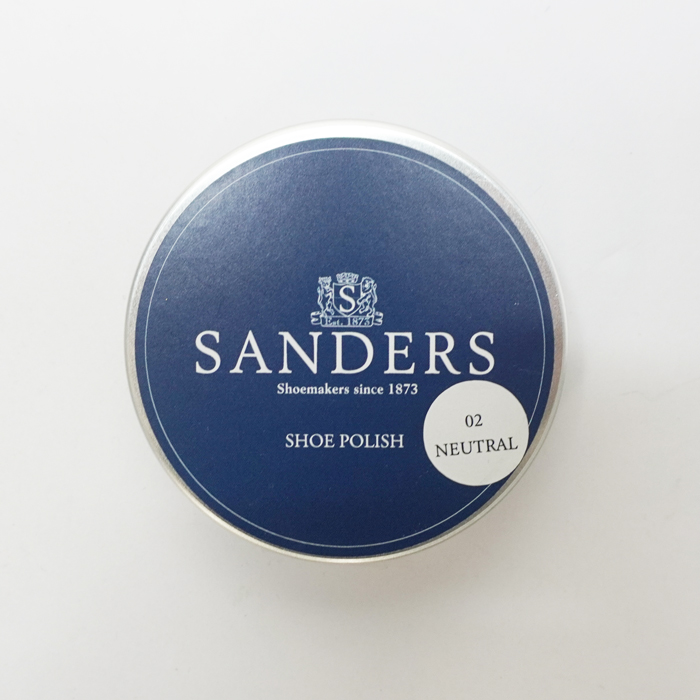 S
Est. 1873
SANDERS
Shoemakers since 1873
SHOE POLISH
02
NEUTRAL